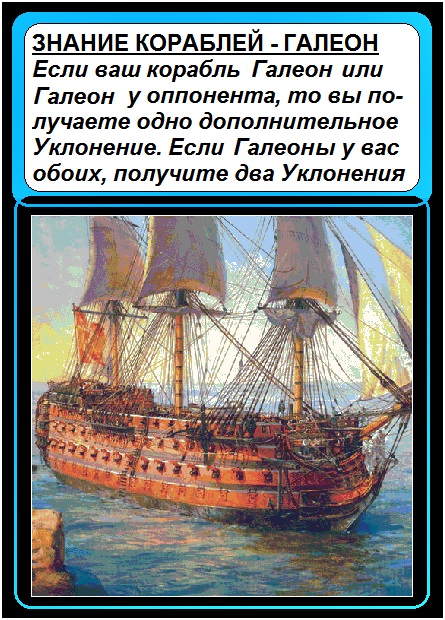 ЗНАНИЕ КОРАБЛЕЙ - ГАЛЕОН
Если ваш корабль Галеон или
Галеон у оппонента, то вы по-
лучаете одно дополнительное
Уклонение. Если Галеоны у вас
обоих, получите два Уклонения